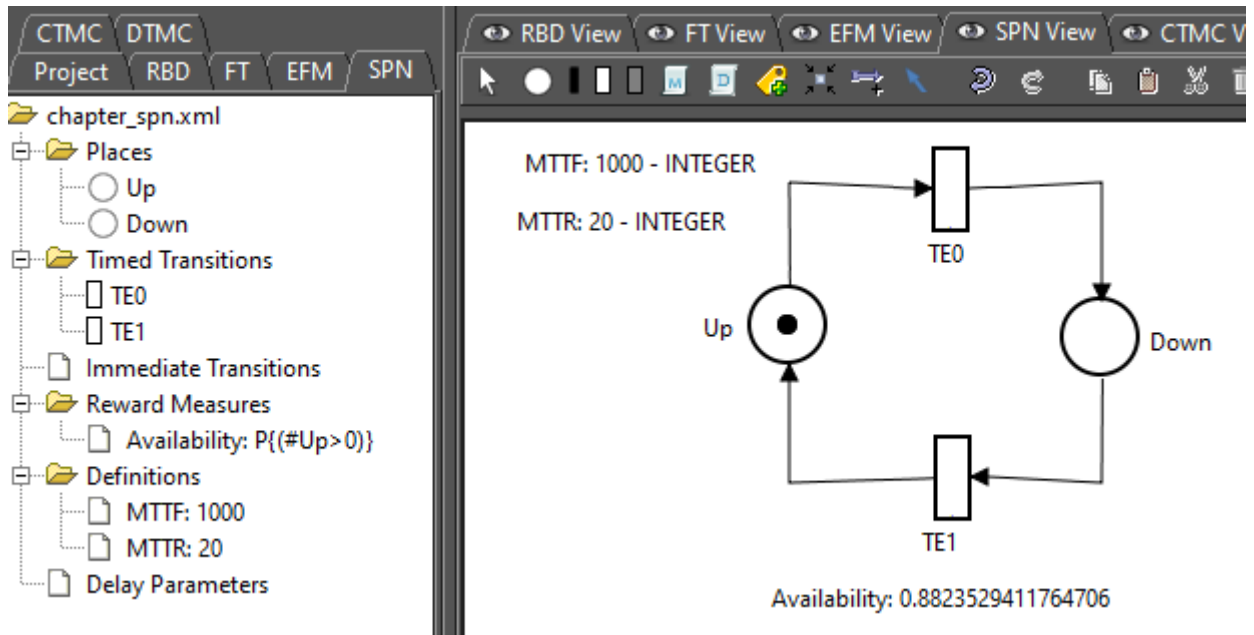 CTMC DTMC
Project RBD FT EFM SPN
chapter_spn.xml
Places
Up
Down
Timed Transitions
TE0
TE1
Immediate Transitions
Reward Measures
Availability: P{(#Up>0)}
Definitions
MTTF: 1000
MTTR: 20
Delay Parameters
RBD View FT View EFM View SPN View CTMC V
M D
MTTF: 1000 - INTEGER
MTTR: 20 - INTEGER
TE0
Up
Down
TE1
Availability: 0.8823529411764706